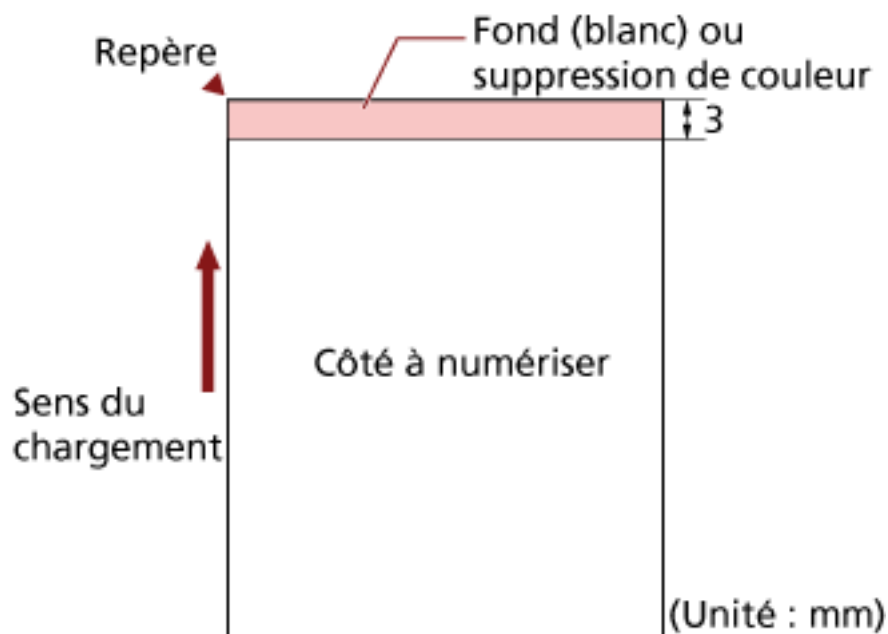 Repère
Fond (blanc) ou
suppression de couleur
3
Côté à numériser
Sens du
chargement
(Unité : mm)